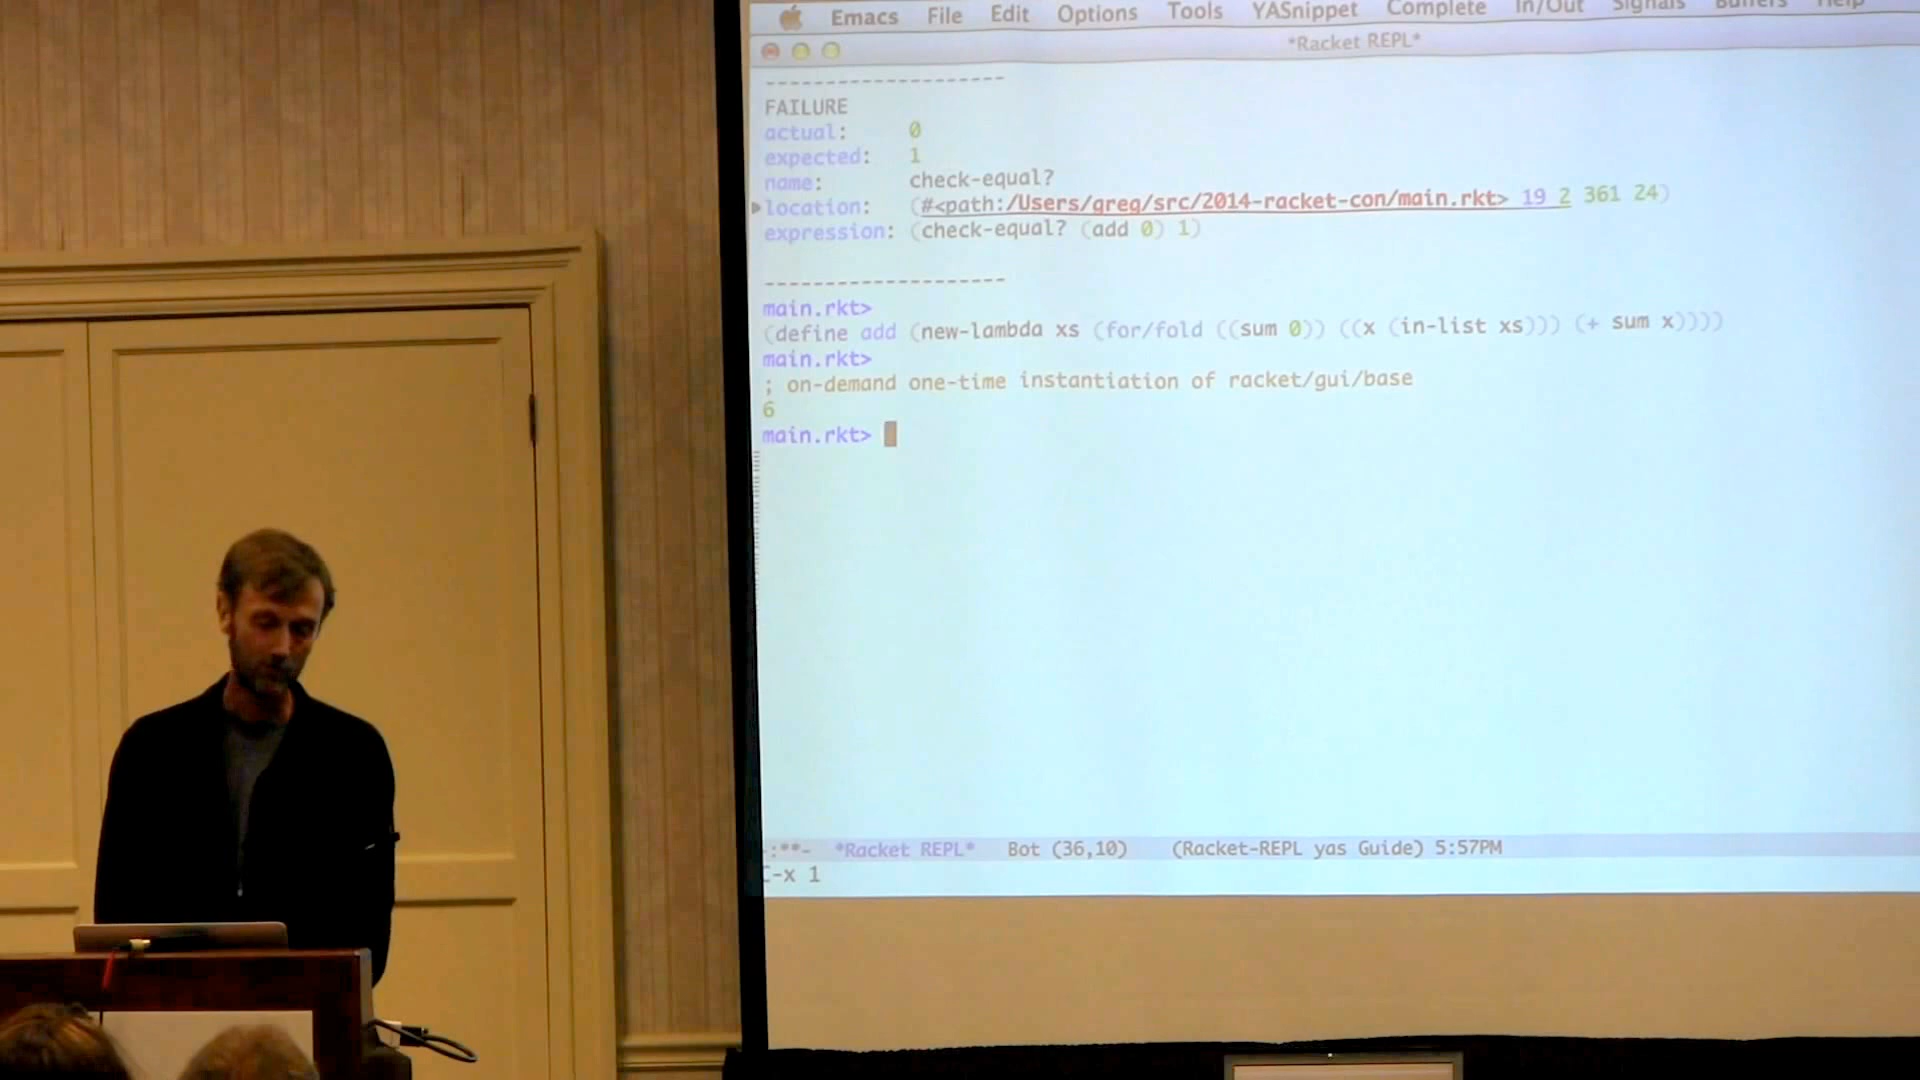 Emacs File Edit Options Tools YASnippet Complete In/Out Signals Buffers Help
*Racket REPL*
--------------------
FAILURE
actual: 0
expected: 1
name: check-equal?
location: (#<path:/Users/greg/src/2014-racket-con/main.rkt> 19 2 361 24)
expression: (check-equal? (add 0) 1)
--------------------
main.rkt>
(define add (new-lambda xs (for/fold ((sum 0)) ((x (in-list xs))) (+ sum x))))
main.rkt>
; on-demand one-time instantiation of racket/gui/base
6
main.rkt>
-:**- *Racket REPL* Bot (36,10) (Racket-REPL yas Guide) 5:57PM
C-x 1